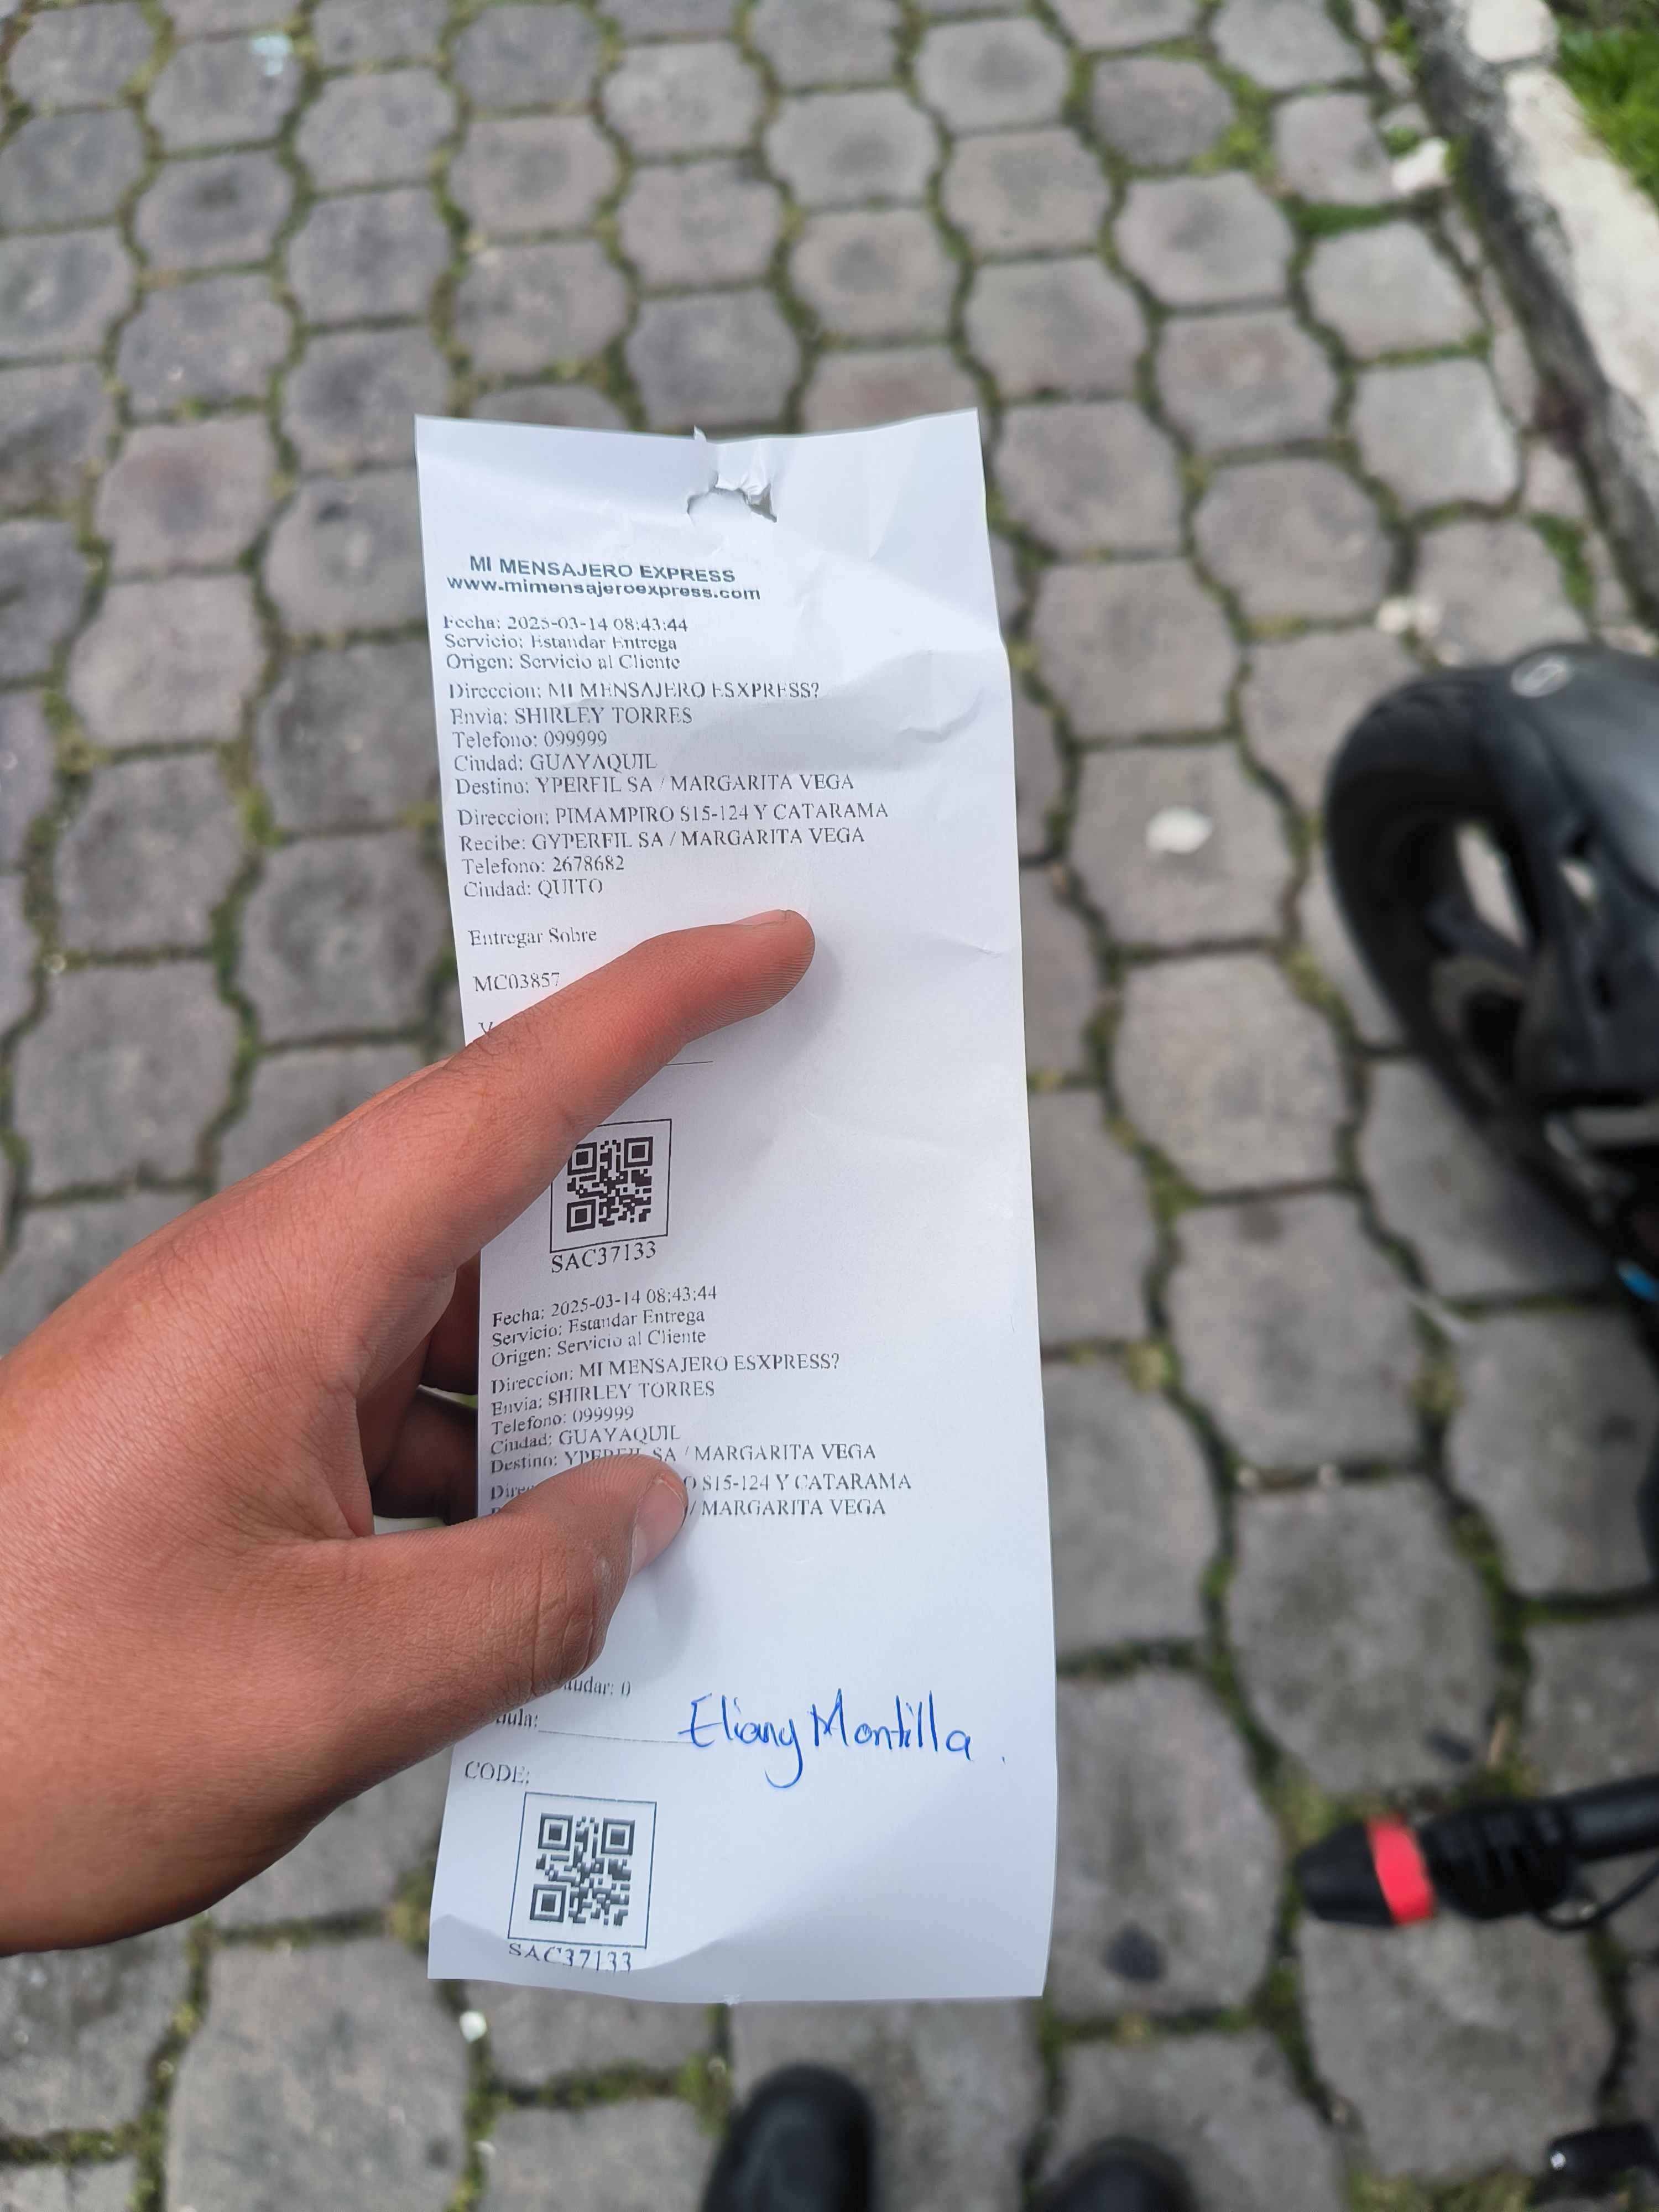 MI MENSAJERO EXPRESS
www.mimensajeroexpress.com
Fecha: 2025-03-14 08:43:44
Servicio: Estandar Entrega
Origen: Servicio al Cliente
Direccion: MI MENSAJERO ESXPRESS?
Envia: SHIRLEY TORRES
Telefono: 099999
Ciudad: GUAYAQUIL
Destino: YPERFIL SA / MARGARITA VEGA
Direccion: PIMAMPIRO S15-124 Y CATARAMA
Recibe: GYPERFIL SA / MARGARITA VEGA
Telefono: 2678682
Ciudad: QUITO
Entregar Sobre
MC03857
SAC37133
Fecha: 2025-03-14 08:43:44
Servicio: Estandar Entrega
Origen: Servicio al Cliente
Direccion: MI MENSAJERO ESXPRESS?
Envia: SHIRLEY TORRES
Telefono: 099999
Ciudad: GUAYAQUIL
Destino: YPERFIL SA / MARGARITA VEGA
S15-124 Y CATARAMA
/ MARGARITA VEGA
udar: 0
Eliany Montilla
CODE:
SAC37133